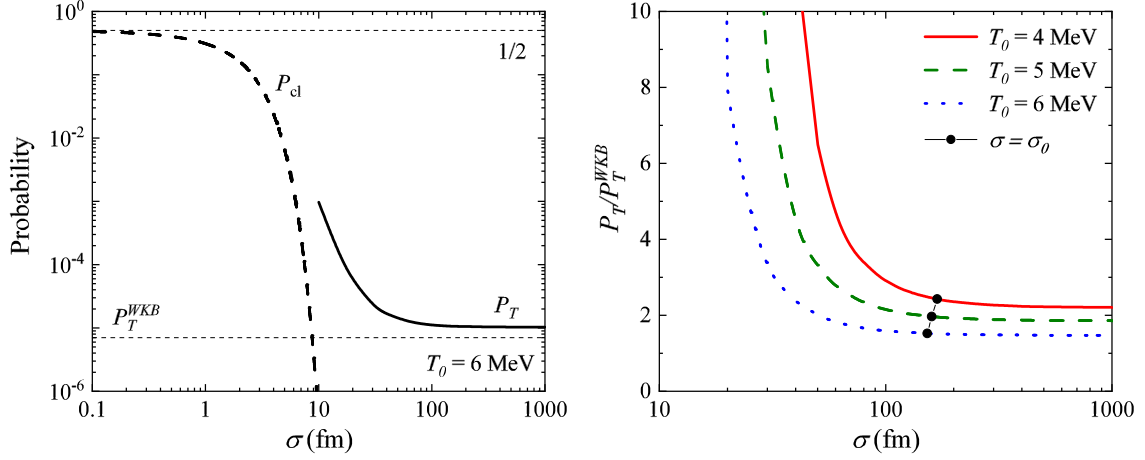 10^0
10^-2
10^-4
10^-6
Probability
1/2
P_cl
P_T^WKB
P_T
T_0 = 6 MeV
0.1
1
10
100
1000
σ (fm)
10
8
6
4
2
0
P_T/P_T^WKB
T_0 = 4 MeV
T_0 = 5 MeV
T_0 = 6 MeV
σ = σ_0
10
100
1000
σ (fm)